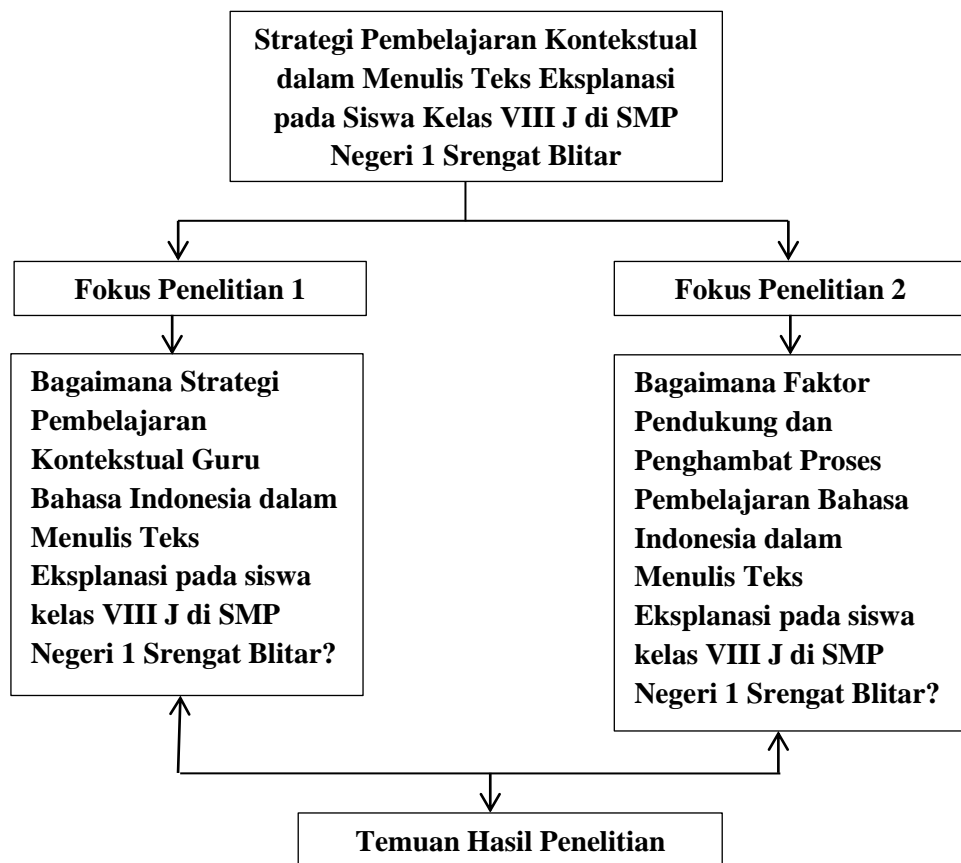 Strategi Pembelajaran Kontekstual
dalam Menulis Teks Eksplanasi
pada Siswa Kelas VIII J di SMP
Negeri 1 Srengat Blitar
Fokus Penelitian 1
Fokus Penelitian 2
Bagaimana Strategi
Pembelajaran
Kontekstual Guru
Bahasa Indonesia dalam
Menulis Teks
Eksplanasi pada siswa
kelas VIII J di SMP
Negeri 1 Srengat Blitar?
Bagaimana Faktor
Pendukung dan
Penghambat Proses
Pembelajaran Bahasa
Indonesia dalam
Menulis Teks
Eksplanasi pada siswa
kelas VIII J di SMP
Negeri 1 Srengat Blitar?
Temuan Hasil Penelitian